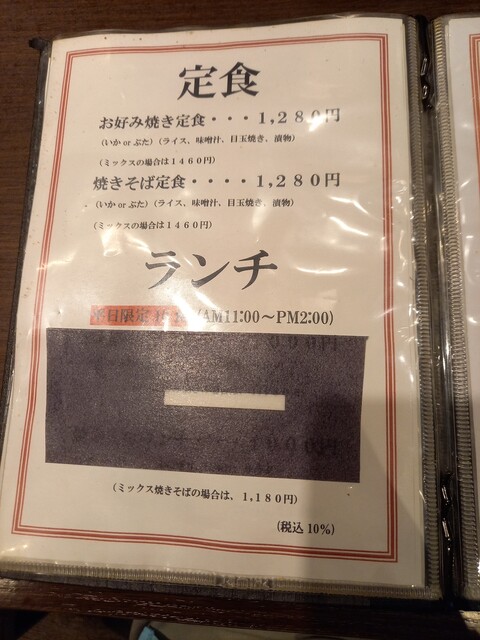 定食
お好み焼き定食・・・1,280円
(いか or ぶた)(ライス、味噌汁、目玉焼き、漬物)
(ミックスの場合は1460円)
焼きそば定食・・・・1,280円
(いか or ぶた)(ライス、味噌汁、目玉焼き、漬物)
(ミックスの場合は1460円)
ランチ
平日限定 (AM11:00～PM2:00)
(ミックス焼きそばの場合は、1,180円)
(税込10%)